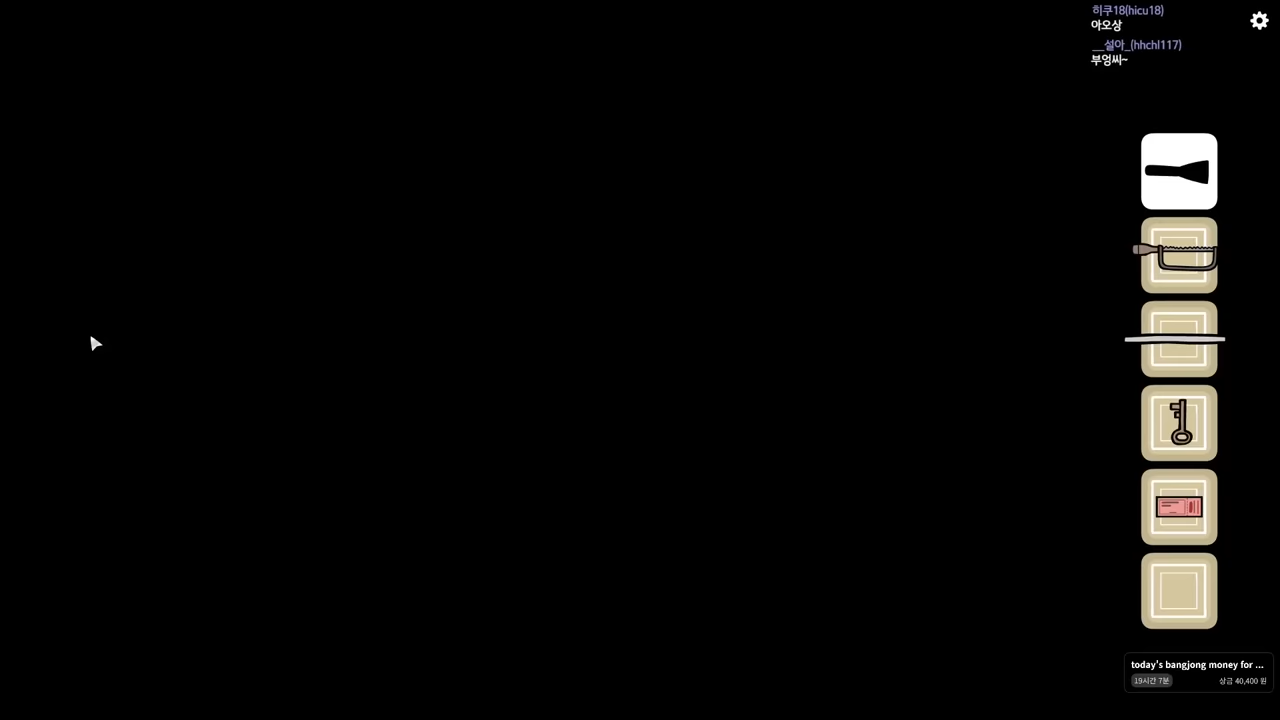 히쿠18(hicu18)
아오상
__설아_(hhchl117)
부엉씨~
today's bangjong money for ...
19시간 7분
상금 40,400 원